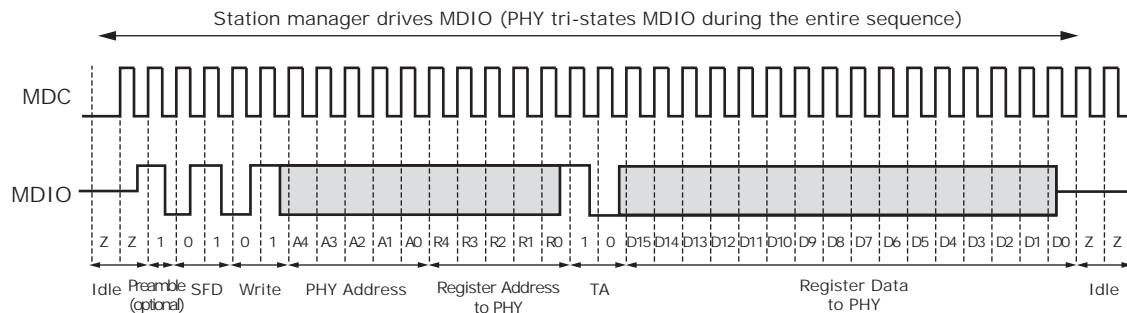 Station manager drives MDIO (PHY tri-states MDIO during the entire sequence)
MDC
MDIO
Z Z 1 0 1 0 1 A4 A3 A2 A1 A0 R4 R3 R2 R1 R0 1 0 D15 D14 D13 D12 D11 D10 D9 D8 D7 D6 D5 D4 D3 D2 D1 D0 Z Z
Idle Preamble SFD Write PHY Address Register Address TA Register Data Idle
(optional) to PHY to PHY